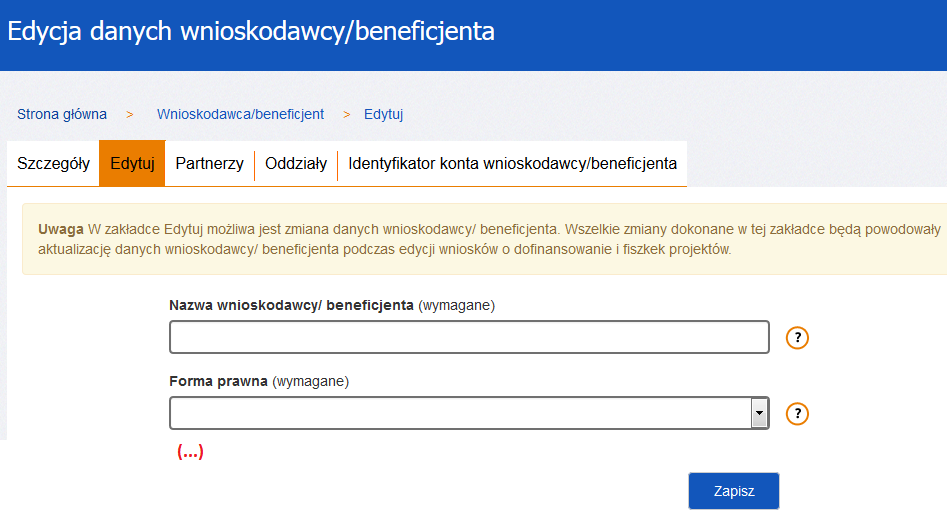 Edycja danych wnioskodawcy/beneficjenta
Strona główna > Wnioskodawca/beneficjent > Edytuj
Szczegóły Edytuj Partnerzy Oddziały Identyfikator konta wnioskodawcy/beneficjenta
Uwaga W zakładce Edytuj możliwa jest zmiana danych wnioskodawcy/ beneficjenta. Wszelkie zmiany dokonane w tej zakładce będą powodowały
aktualizację danych wnioskodawcy/ beneficjenta podczas edycji wniosków o dofinansowanie i fiszkek projektów.
Nazwa wnioskodawcy/ beneficjenta (wymagane)
?
Forma prawna (wymagane)
?
(...)
Zapisz